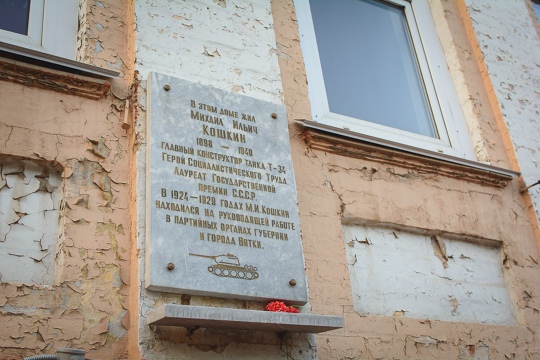 В этом доме жил
Михаил Ильич
Кошкин
1898 — 1940
главный конструктор танка Т-34
Герой Социалистического Труда
лауреат Государственной
премии СССР.
В 1924—1929 годах М.И.Кошкин
находился на руководящей работе
в партийных органах губернии
и города Вятки.